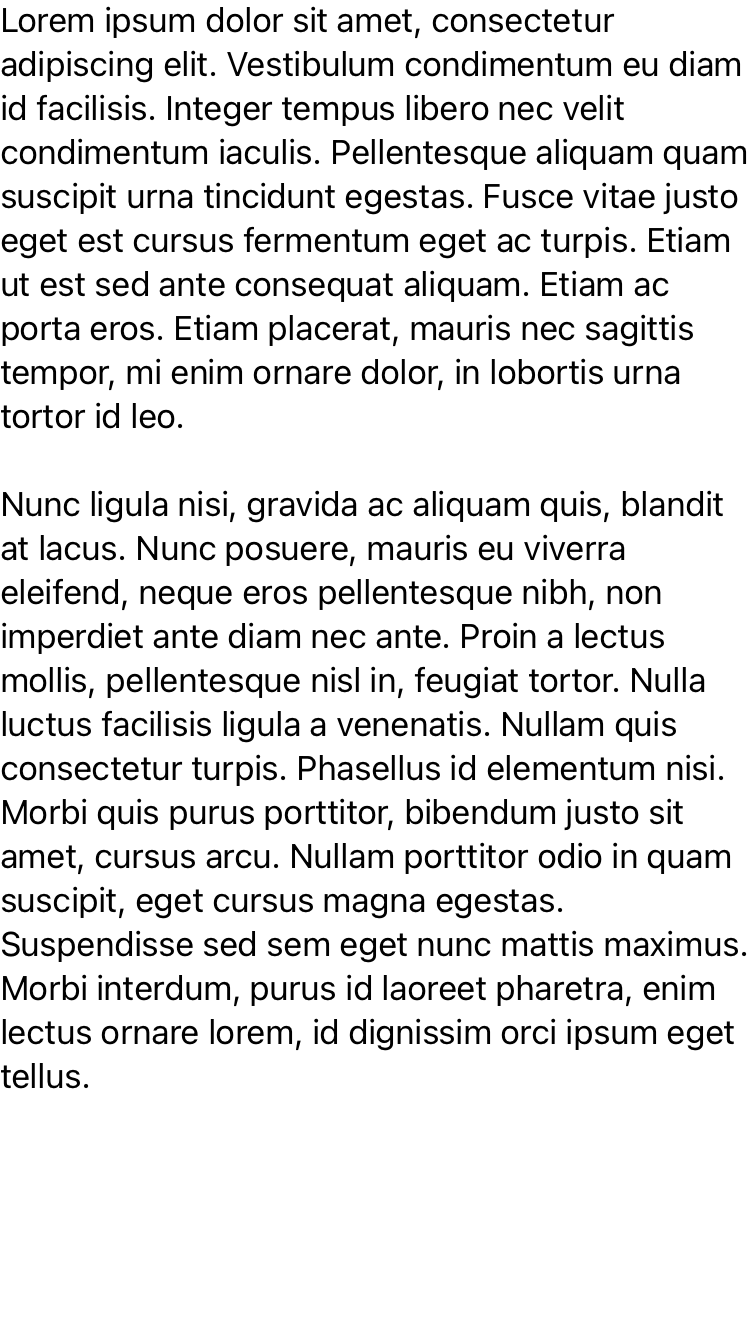 Lorem ipsum dolor sit amet, consectetur
adipiscing elit. Vestibulum condimentum eu diam
id facilisis. Integer tempus libero nec velit
condimentum iaculis. Pellentesque aliquam quam
suscipit urna tincidunt egestas. Fusce vitae justo
eget est cursus fermentum eget ac turpis. Etiam
ut est sed ante consequat aliquam. Etiam ac
porta eros. Etiam placerat, mauris nec sagittis
tempor, mi enim ornare dolor, in lobortis urna
tortor id leo.

Nunc ligula nisi, gravida ac aliquam quis, blandit
at lacus. Nunc posuere, mauris eu viverra
eleifend, neque eros pellentesque nibh, non
imperdiet ante diam nec ante. Proin a lectus
mollis, pellentesque nisl in, feugiat tortor. Nulla
luctus facilisis ligula a venenatis. Nullam quis
consectetur turpis. Phasellus id elementum nisi.
Morbi quis purus porttitor, bibendum justo sit
amet, cursus arcu. Nullam porttitor odio in quam
suscipit, eget cursus magna egestas.
Suspendisse sed sem eget nunc mattis maximus.
Morbi interdum, purus id laoreet pharetra, enim
lectus ornare lorem, id dignissim orci ipsum eget
tellus.